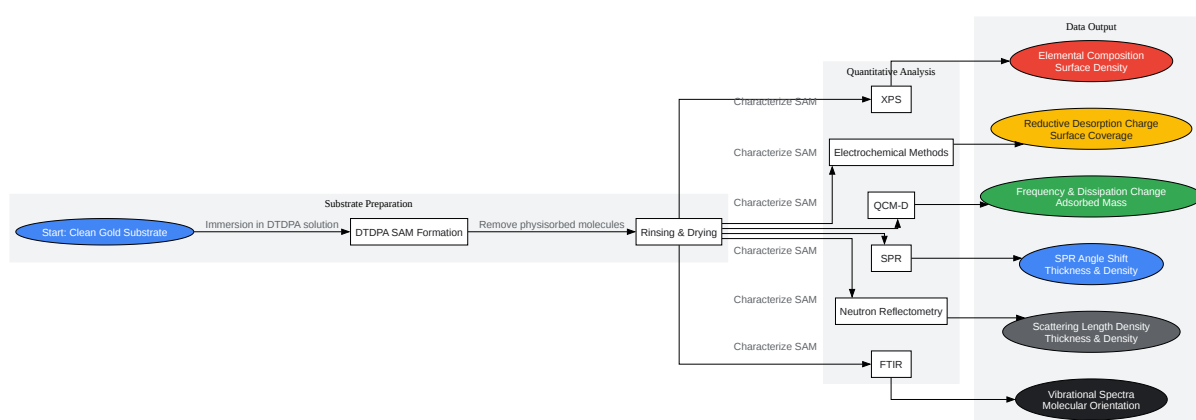 Substrate Preparation
Start: Clean Gold Substrate
Immersion in DTDPA solution
DTDPA SAM Formation
Remove physisorbed molecules
Rinsing & Drying
Characterize SAM
Characterize SAM
Characterize SAM
Characterize SAM
Characterize SAM
Characterize SAM
Quantitative Analysis
XPS
Electrochemical Methods
QCM-D
SPR
Neutron Reflectometry
FTIR
Data Output
Elemental Composition
Surface Density
Reductive Desorption Charge
Surface Coverage
Frequency & Dissipation Change
Adsorbed Mass
SPR Angle Shift
Thickness & Density
Scattering Length Density
Thickness & Density
Vibrational Spectra
Molecular Orientation